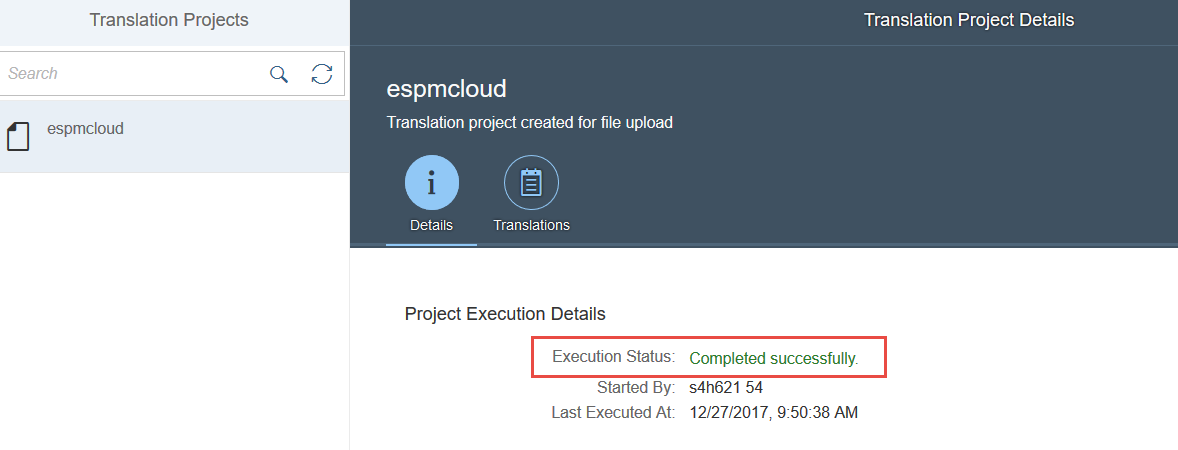 Translation Projects
Translation Project Details
Search
espmcloud
espmcloud
Translation project created for file upload
i
Details
Translations
Project Execution Details
Execution Status: Completed successfully.
Started By: s4h621 54
Last Executed At: 12/27/2017, 9:50:38 AM